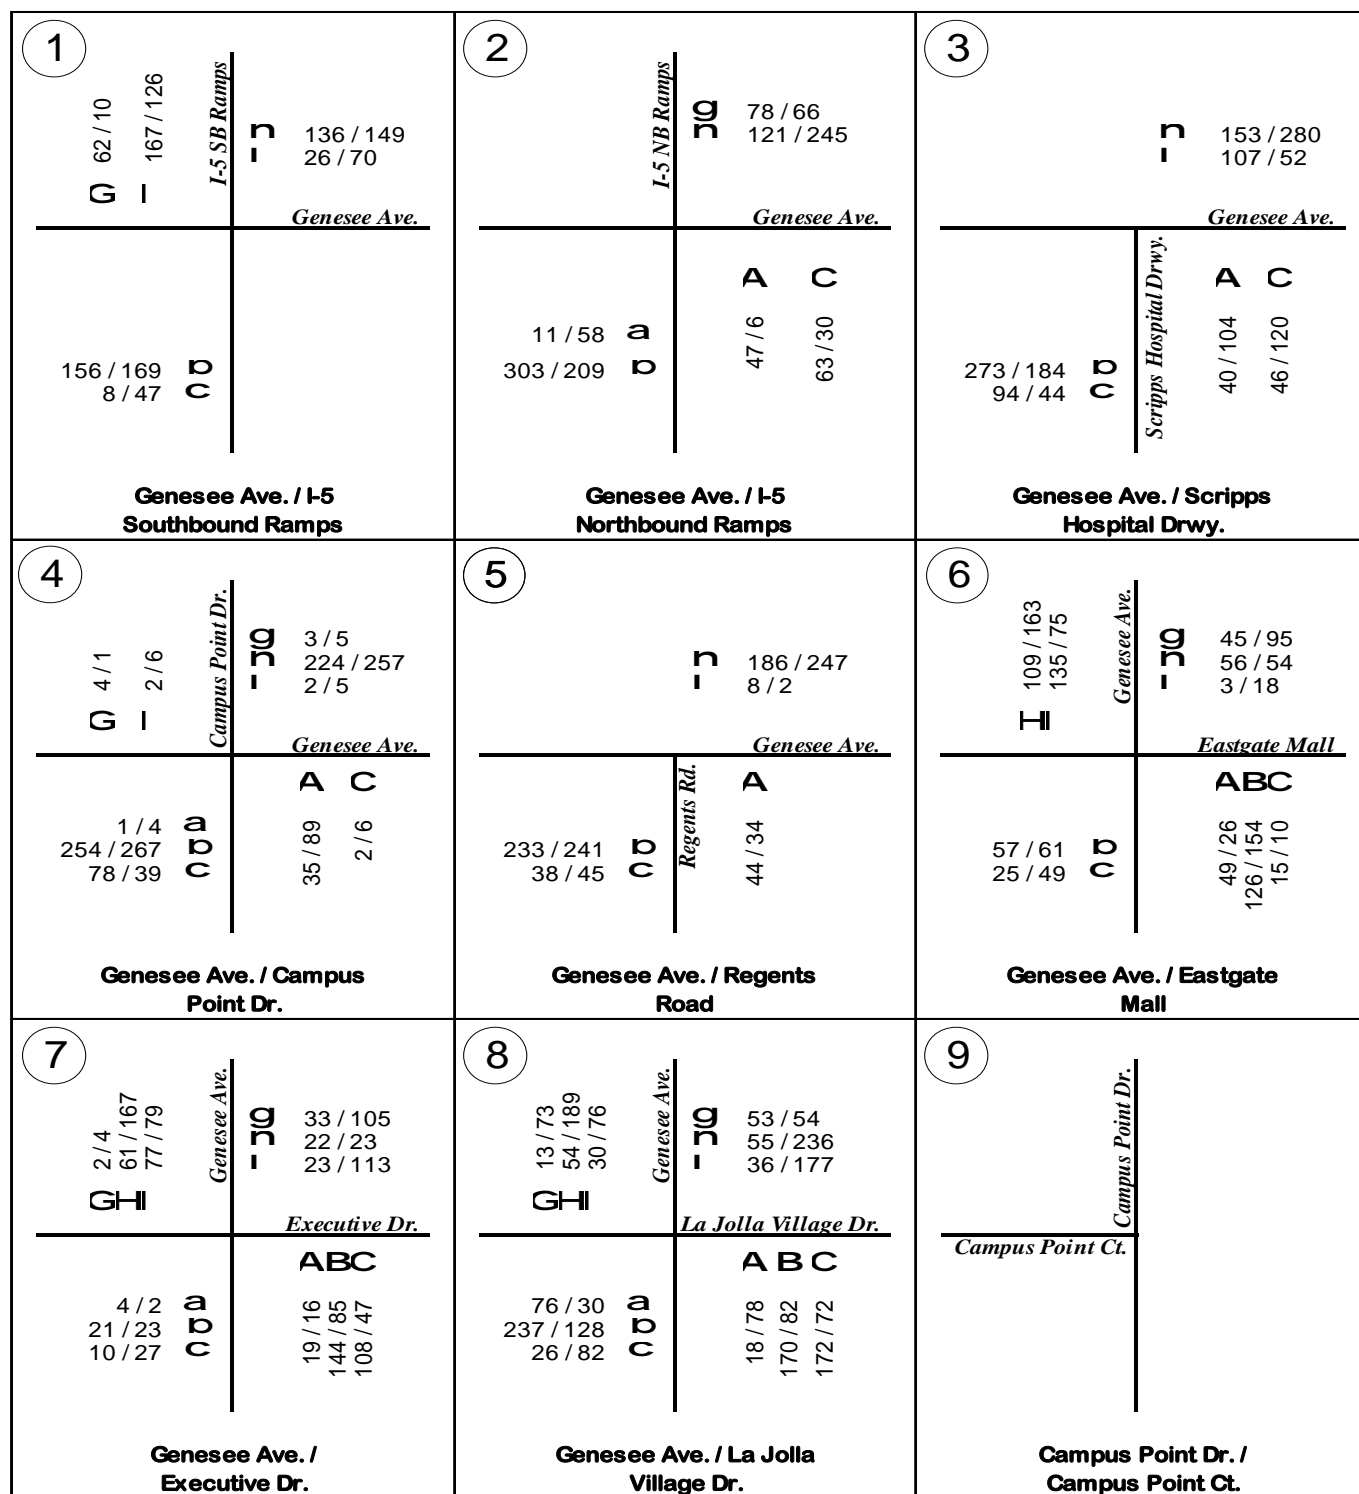 1
62 / 10
167 / 126
I-5 SB Ramps
n 136 / 149
l 26 / 70
G I
Genesee Ave.
156 / 169 b
8 / 47 c
Genesee Ave. / I-5
Southbound Ramps
2
I-5 NB Ramps
g 78 / 66
n 121 / 245
Genesee Ave.
A C
11 / 58 a
303 / 209 b
47 / 6
63 / 30
Genesee Ave. / I-5
Northbound Ramps
3
n 153 / 280
l 107 / 52
Genesee Ave.
Scripps Hospital Drwy.
A C
273 / 184 b
94 / 44 c
40 / 104
46 / 120
Genesee Ave. / Scripps
Hospital Drwy.
4
4 / 1
2 / 6
Campus Point Dr.
g 3 / 5
n 224 / 257
l 2 / 5
G I
Genesee Ave.
A C
1 / 4 a
254 / 267 b
78 / 39 c
35 / 89
2 / 6
Genesee Ave. / Campus
Point Dr.
5
n 186 / 247
l 8 / 2
Genesee Ave.
Regents Rd.
A
233 / 241 b
38 / 45 c
44 / 34
Genesee Ave. / Regents
Road
6
109 / 163
135 / 75
Genesee Ave.
g 45 / 95
n 56 / 54
l 3 / 18
HI
Eastgate Mall
ABC
57 / 61 b
25 / 49 c
49 / 26
126 / 154
15 / 10
Genesee Ave. / Eastgate
Mall
7
2 / 4
61 / 167
77 / 79
Genesee Ave.
g 33 / 105
n 22 / 23
l 23 / 113
GHI
Executive Dr.
ABC
4 / 2 a
21 / 23 b
10 / 27 c
19 / 16
144 / 85
108 / 47
Genesee Ave. /
Executive Dr.
8
13 / 73
54 / 189
30 / 76
Genesee Ave.
g 53 / 54
n 55 / 236
l 36 / 177
GHI
La Jolla Village Dr.
A B C
76 / 30 a
237 / 128 b
26 / 82 c
18 / 78
170 / 82
172 / 72
Genesee Ave. / La Jolla
Village Dr.
9
Campus Point Dr.
Campus Point Ct.
Campus Point Dr. /
Campus Point Ct.